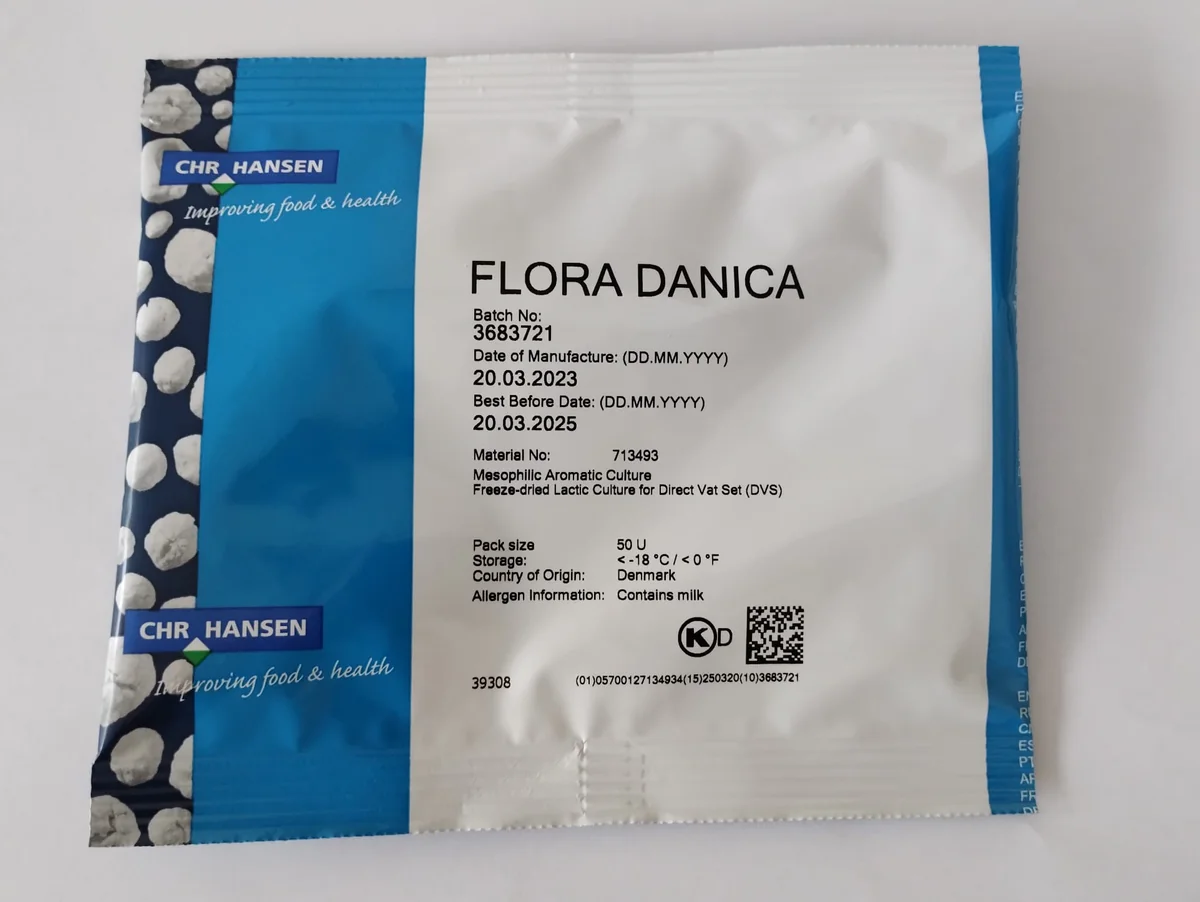 CHR HANSEN
Improving food & health
FLORA DANICA
Batch No:
3683721
Date of Manufacture: (DD.MM.YYYY)
20.03.2023
Best Before Date: (DD.MM.YYYY)
20.03.2025
Material No: 713493
Mesophilic Aromatic Culture
Freeze-dried Lactic Culture for Direct Vat Set (DVS)
Pack size 50 U
Storage: < -18 °C / < 0 °F
Country of Origin: Denmark
Allergen Information: Contains milk
K D
39308 (01)05700127134934(15)250320(10)3683721
CHR HANSEN
Improving food & health